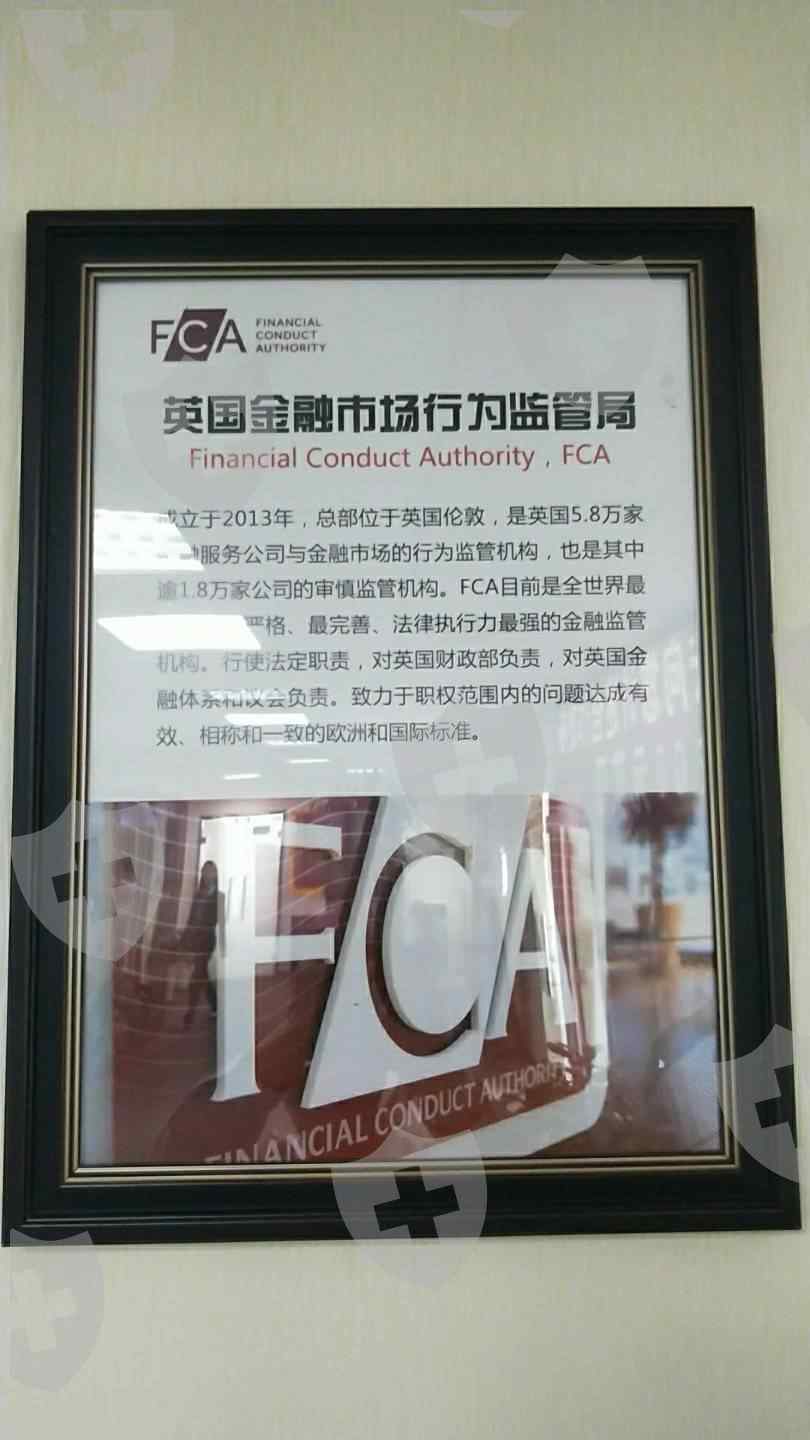 FCA FINANCIAL
CONDUCT
AUTHORITY
英国金融市场行为监管局
Financial Conduct Authority , FCA
成立于2013年，总部位于英国伦敦，是英国5.8万家
融服务公司与金融市场的行为监管机构，也是其中
逾1.8万家公司的审慎监管机构。FCA目前是全世界最
严格、最完善、法律执行力最强的金融监管
机构。行使法定职责，对英国财政部负责，对英国金
融体系和议会负责。致力于职权范围内的问题达成有
效、相称和一致的欧洲和国际标准。
FCA
FINANCIAL CONDUCT AUTHORITY